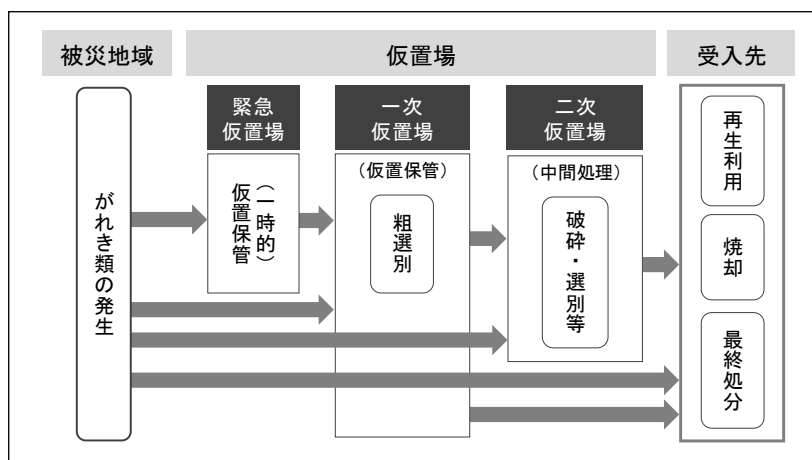 被災地域
仮置場
受入先
緊急
仮置場
一次
仮置場
二次
仮置場
がれき類の発生
（一時的）
仮置保管
（仮置保管）
粗選別
（中間処理）
破砕・選別等
再生利用
焼却
最終処分